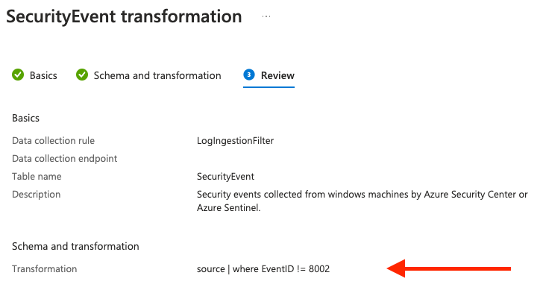 SecurityEvent transformation ...
Basics
Schema and transformation
3 Review
Basics
Data collection rule LogIngestionFilter
Data collection endpoint
Table name SecurityEvent
Description Security events collected from windows machines by Azure Security Center or
Azure Sentinel.
Schema and transformation
Transformation source | where EventID != 8002